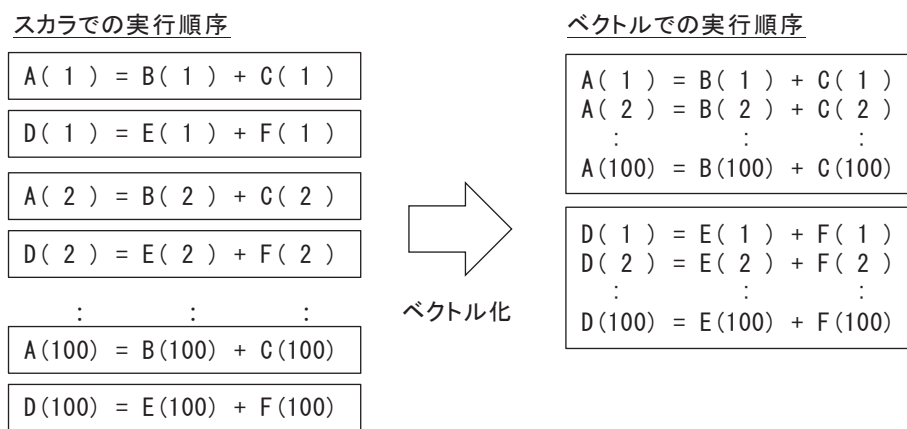 スカラでの実行順序
A( 1 ) = B( 1 ) + C( 1 )
D( 1 ) = E( 1 ) + F( 1 )
A( 2 ) = B( 2 ) + C( 2 )
D( 2 ) = E( 2 ) + F( 2 )
: : :
A(100) = B(100) + C(100)
D(100) = E(100) + F(100)
ベクトル化
ベクトルでの実行順序
A( 1 ) = B( 1 ) + C( 1 )
A( 2 ) = B( 2 ) + C( 2 )
: : :
A(100) = B(100) + C(100)
D( 1 ) = E( 1 ) + F( 1 )
D( 2 ) = E( 2 ) + F( 2 )
: : :
D(100) = E(100) + F(100)